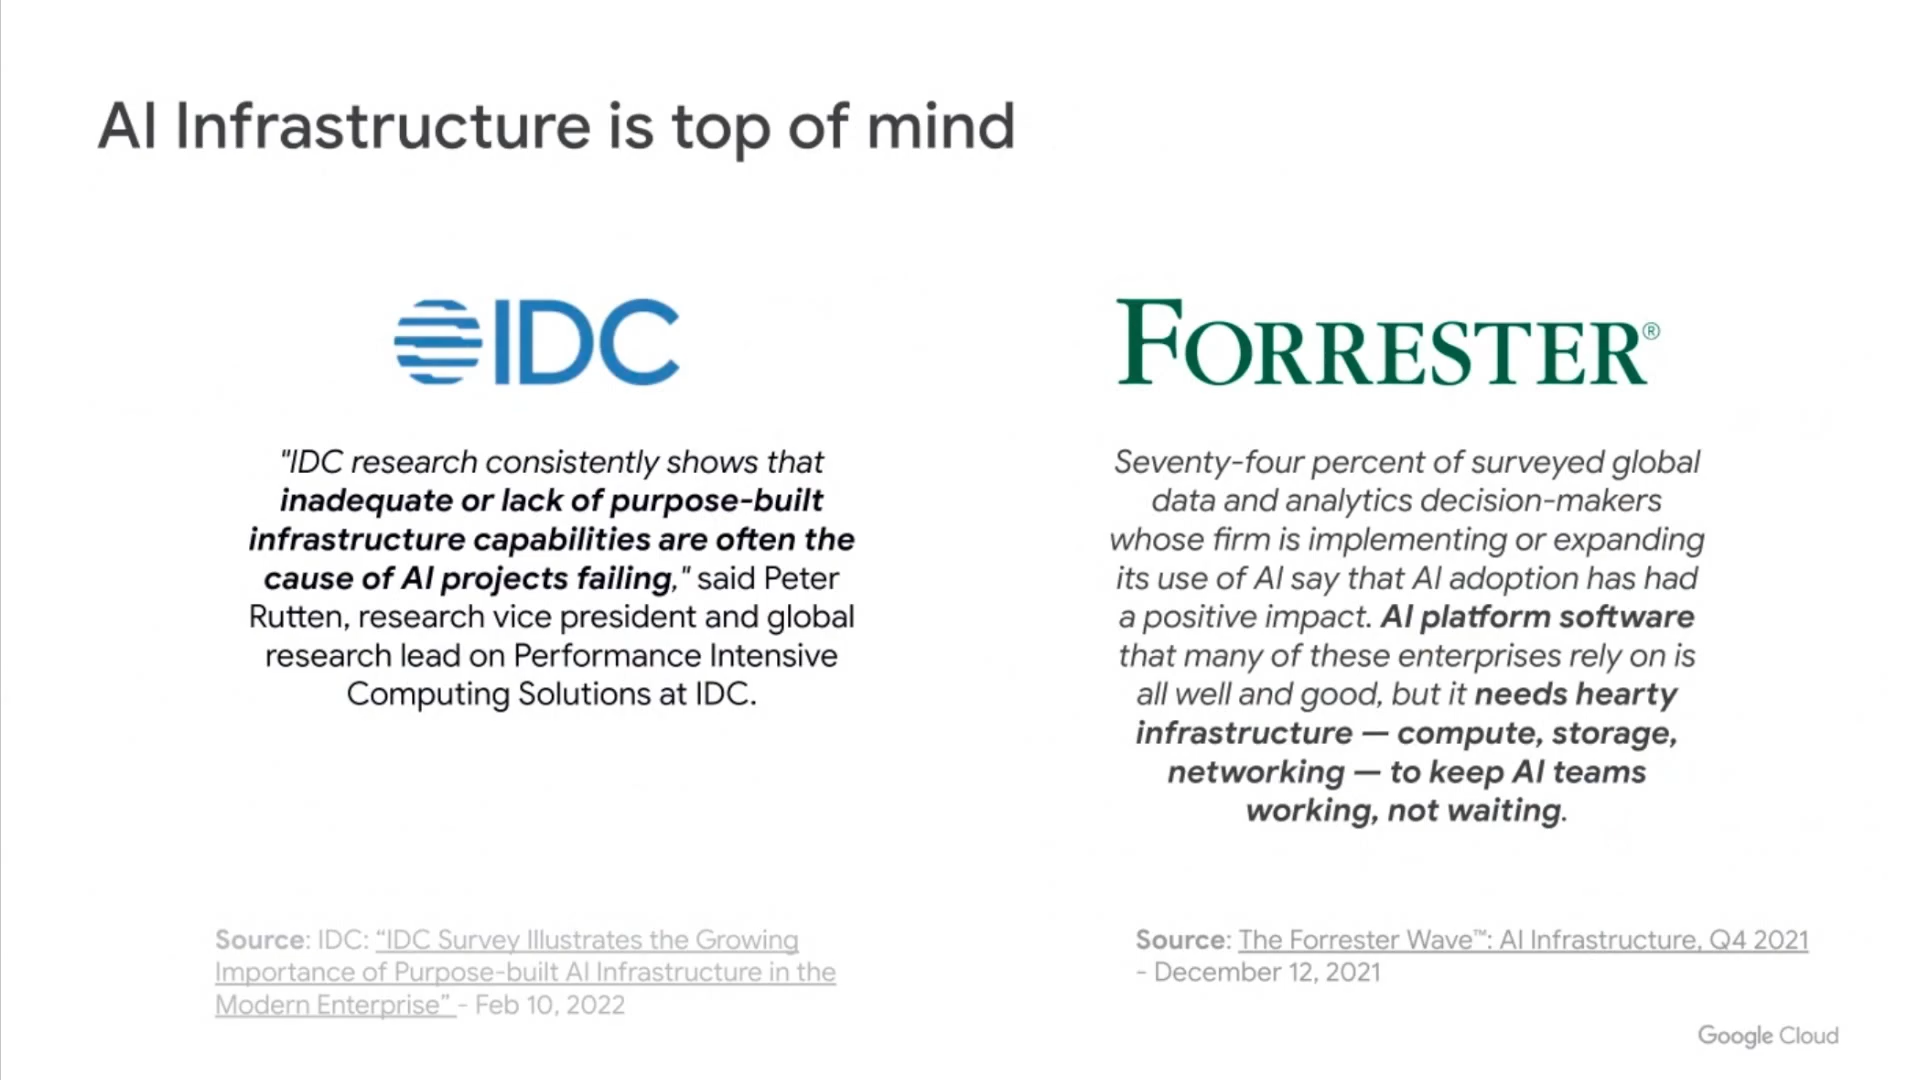 AI Infrastructure is top of mind
IDC
"IDC research consistently shows that
inadequate or lack of purpose-built
infrastructure capabilities are often the
cause of AI projects failing," said Peter
Rutten, research vice president and global
research lead on Performance Intensive
Computing Solutions at IDC.
Source: IDC: “IDC Survey Illustrates the Growing
Importance of Purpose-built AI Infrastructure in the
Modern Enterprise” - Feb 10, 2022
FORRESTER®
Seventy-four percent of surveyed global
data and analytics decision-makers
whose firm is implementing or expanding
its use of AI say that AI adoption has had
a positive impact. AI platform software
that many of these enterprises rely on is
all well and good, but it needs hearty
infrastructure — compute, storage,
networking — to keep AI teams
working, not waiting.
Source: The Forrester Wave™: AI Infrastructure, Q4 2021
- December 12, 2021
Google Cloud